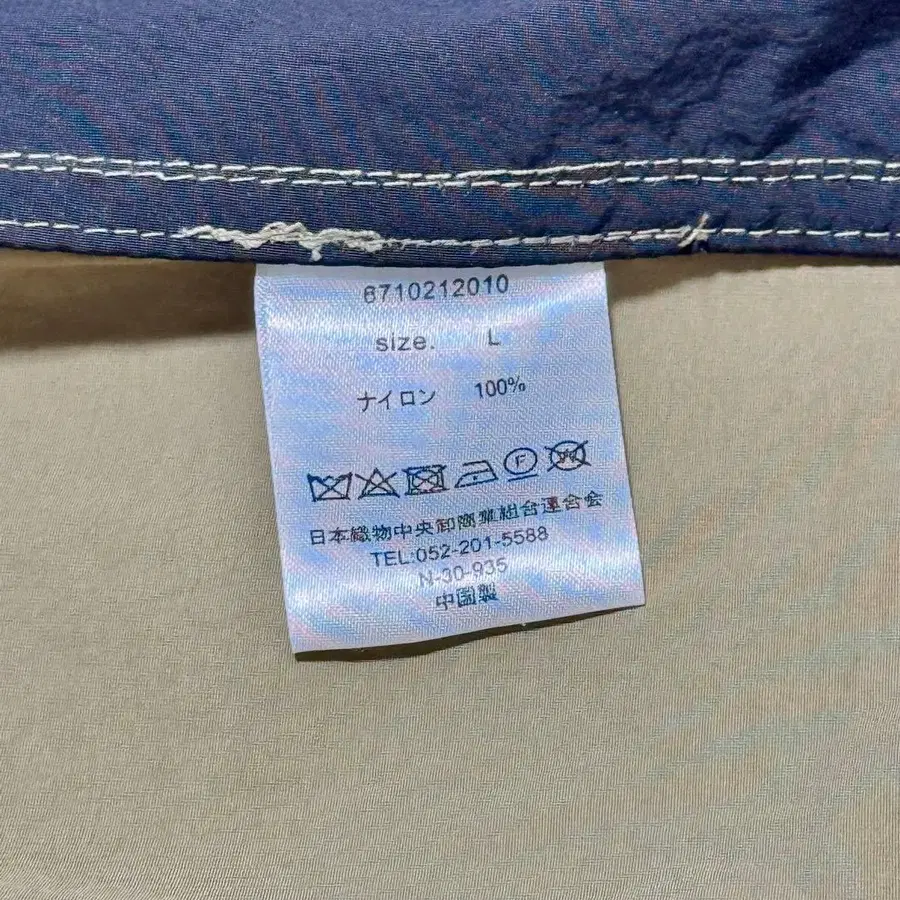 6710212010
size. L
ナイロン 100%
F W
日本織物中央卸商業組合連合会
TEL:052-201-5588
N-30-935
中国製